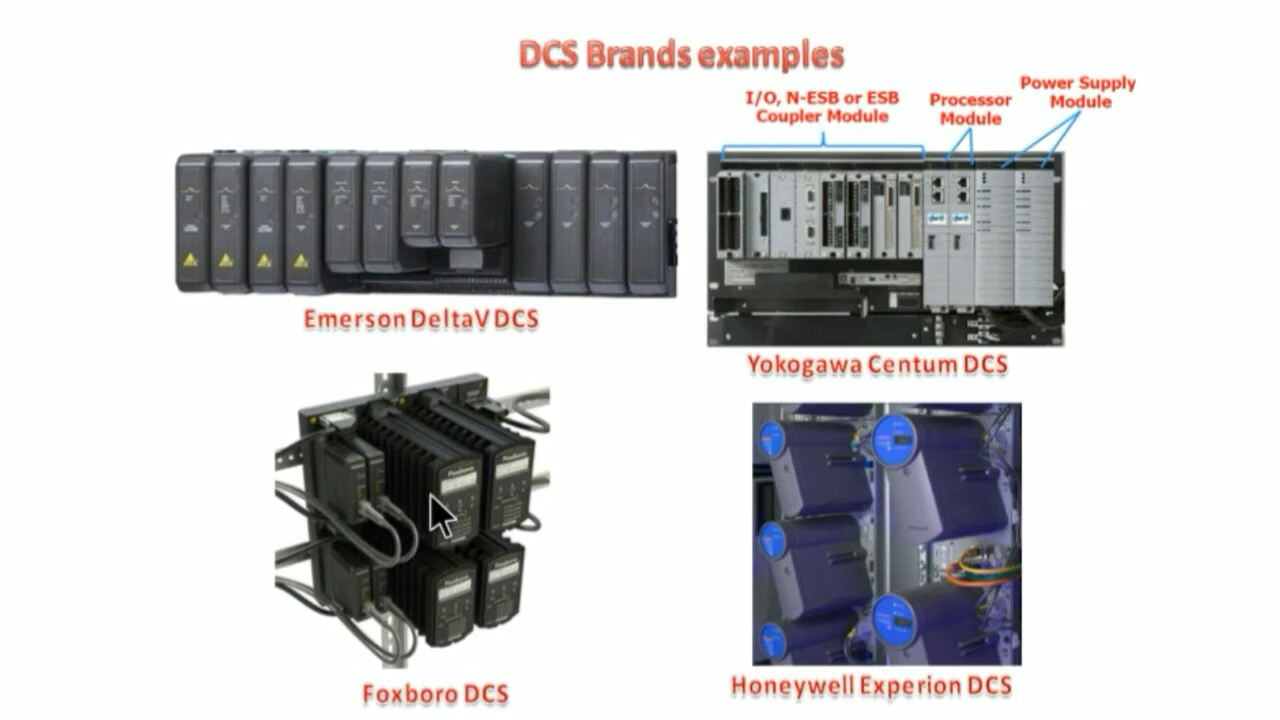 DCS Brands examples
I/O, N-ESB or ESB
Coupler Module
Processor
Module
Power Supply
Module
Emerson DeltaV DCS
Yokogawa Centum DCS
Foxboro
Foxboro DCS
Honeywell Experion DCS